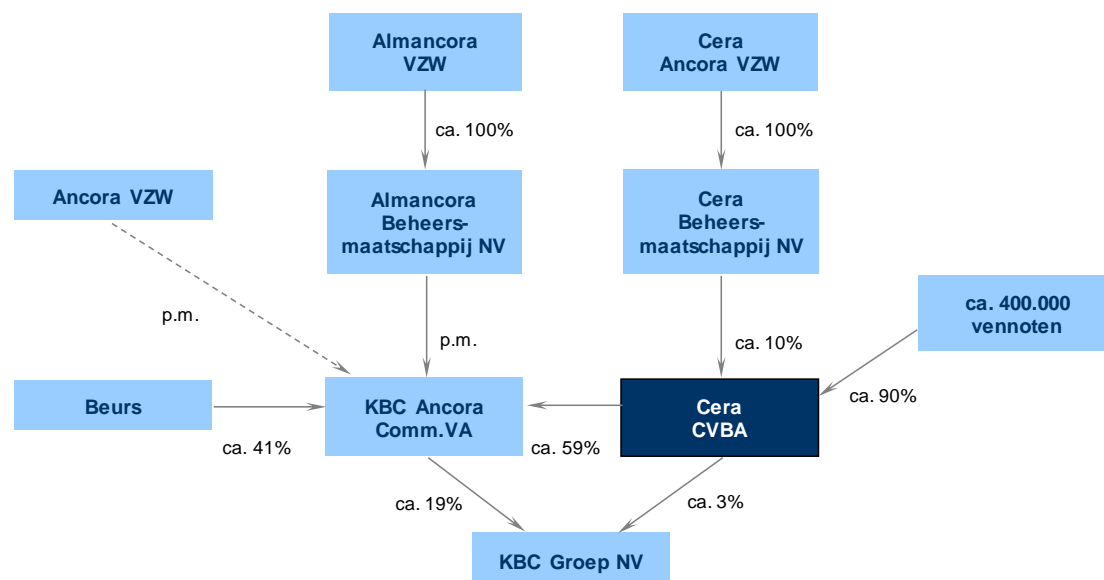 Almancora
VZW
Cera
Ancora VZW
ca. 100%
ca. 100%
Ancora VZW
Almancora
Beheers-
maatschappij NV
Cera
Beheers-
maatschappij NV
ca. 400.000
vennoten
p.m.
p.m.
ca. 10%
ca. 90%
Beurs
KBC Ancora
Comm.VA
Cera
CVBA
ca. 41%
ca. 59%
ca. 19%
ca. 3%
KBC Groep NV